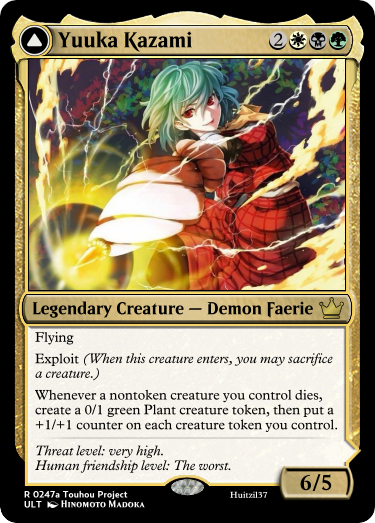 Yuuka Kazami 2
Legendary Creature — Demon Faerie
Flying
Exploit (When this creature enters, you may sacrifice
a creature.)
Whenever a nontoken creature you control dies,
create a 0/1 green Plant creature token, then put a
+1/+1 counter on each creature token you control.
Threat level: very high.
Human friendship level: The worst.
6/5
R 0247a Touhou Project
ULT Hinomoto Madoka
Huitzil37